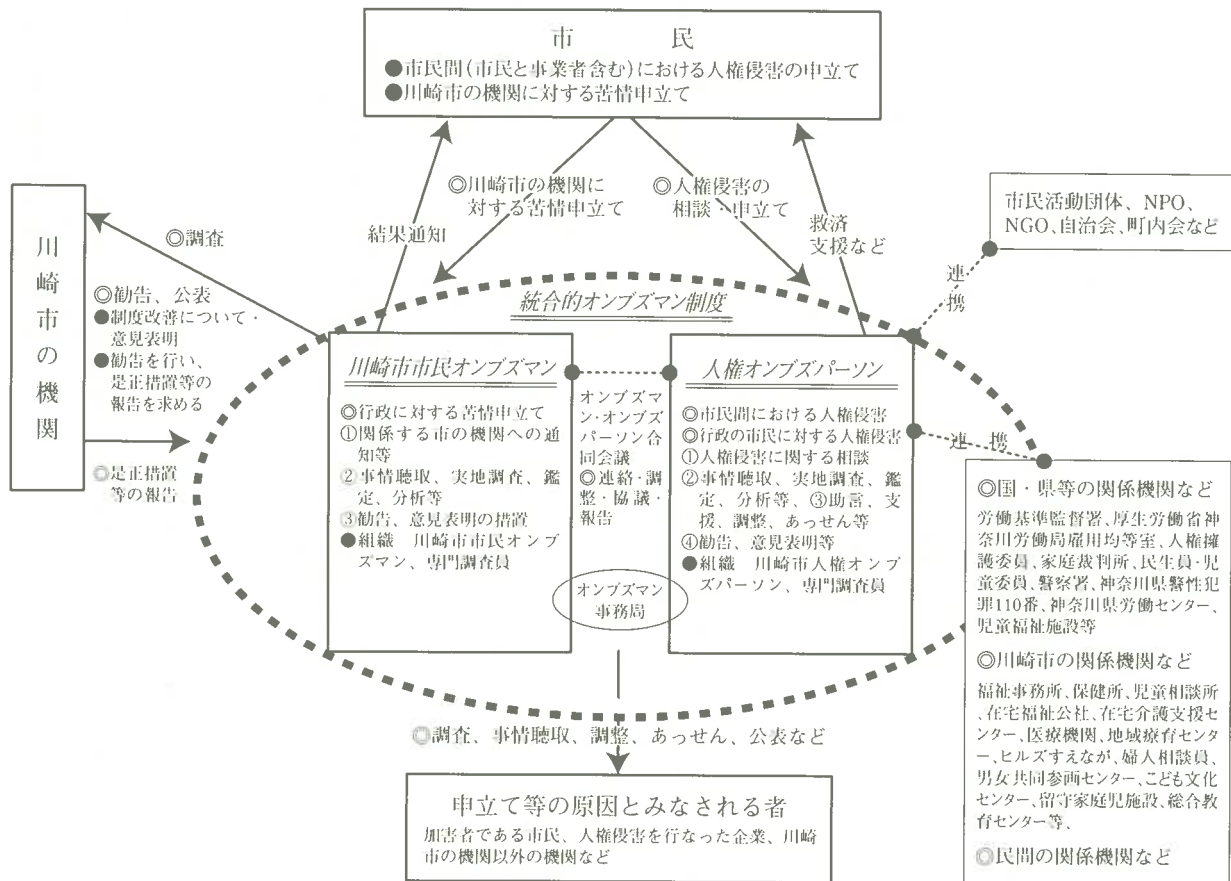 市　　民
●市民間(市民と事業者含む)における人権侵害の申立て
●川崎市の機関に対する苦情申立て
川崎市の機関
◎調査
◎勧告、公表
●制度改善について・
意見表明
●勧告を行い、
是正措置等の
報告を求める
◎是正措置
等の報告
結果通知
◎川崎市の機関に
対する苦情申立て
◎人権侵害の
相談・申立て
救済
支援など
市民活動団体、NPO、
NGO、自治会、町内会など
連携
統合的オンブズマン制度
川崎市市民オンブズマン
◎行政に対する苦情申立て
①関係する市の機関への通
知等
②事情聴取、実地調査、鑑
定、分析等
③勧告、意見表明の措置
●組織　川崎市市民オンブ
ズマン、専門調査員
オンブズ
マン・オンブズ
パーソン合
同会議
◎連絡・調
整・協議・
報告
オンブズマン
事務局
人権オンブズパーソン
◎市民間における人権侵害
◎行政の市民に対する人権侵害
①人権侵害に関する相談
②事情聴取、実地調査、鑑
定、分析等、③助言、支
援、調整、あっせん等
④勧告、意見表明等
●組織　川崎市人権オンブ
ズパーソン、専門調査員
連　携
◎国・県等の関係機関など
労働基準監督署、厚生労働省神
奈川労働局雇用均等室、人権擁
護委員、家庭裁判所、民生員・児
童委員、警察署、神奈川県警性犯
罪110番、神奈川県労働センター、
児童福祉施設等
◎川崎市の関係機関など
福祉事務所、保健所、児童相談所
、在宅福祉公社、在宅介護支援セ
ンター、医療機関、地域療育センタ
ー、ヒルズすえなが、婦人相談員、
男女共同参画センター、こども文化
センター、留守家庭児施設、総合教
育センター等、
◎民間の関係機関など
◎調査、事情聴取、調整、あっせん、公表など
申立て等の原因とみなされる者
加害者である市民、人権侵害を行なった企業、川崎
市の機関以外の機関など